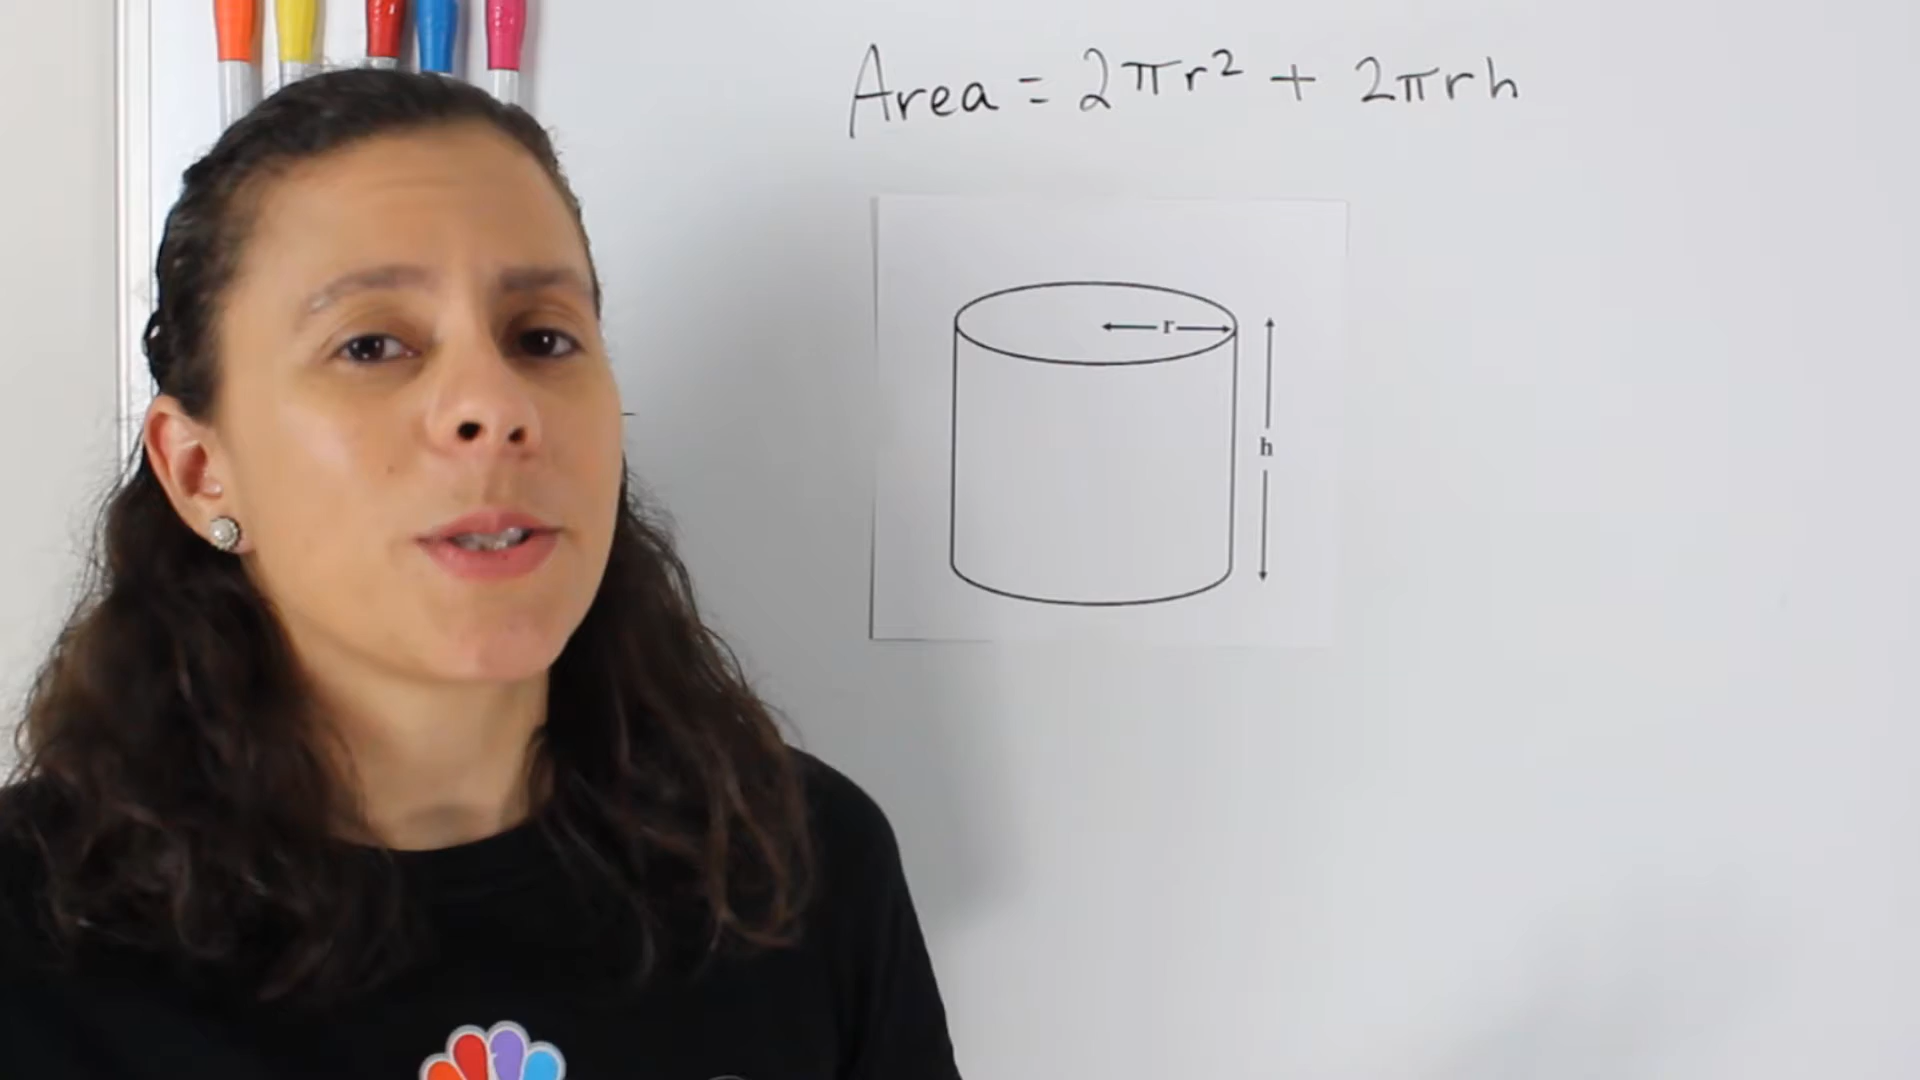 Area = 2πr² + 2πrh
r
h